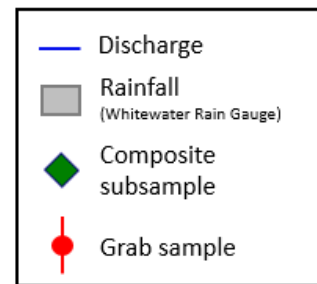 Discharge
Rainfall
(Whitewater Rain Gauge)
Composite
subsample
Grab sample